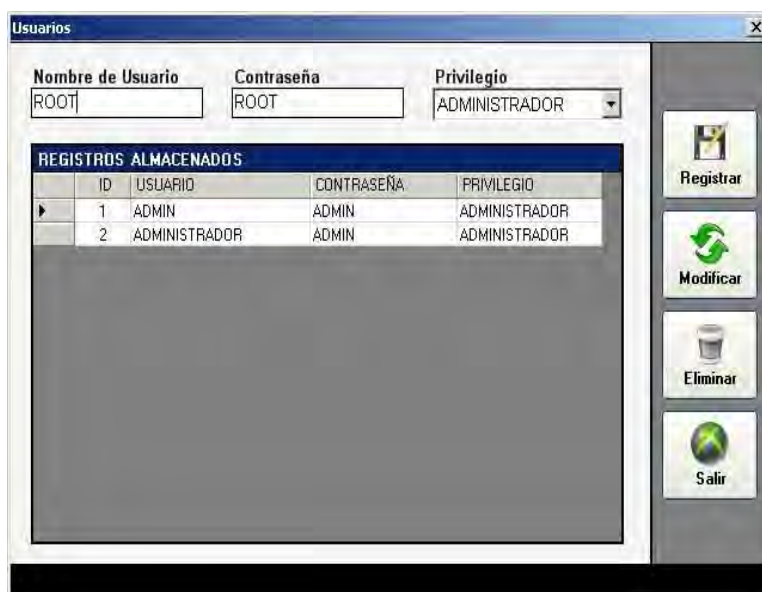 Usuarios
Nombre de Usuario Contraseña Privilegio
ROOT ROOT ADMINISTRADOR
REGISTROS ALMACENADOS
ID USUARIO CONTRASEÑA PRIVILEGIO
1 ADMIN ADMIN ADMINISTRADOR
2 ADMINISTRADOR ADMIN ADMINISTRADOR
Registrar
Modificar
Eliminar
Salir